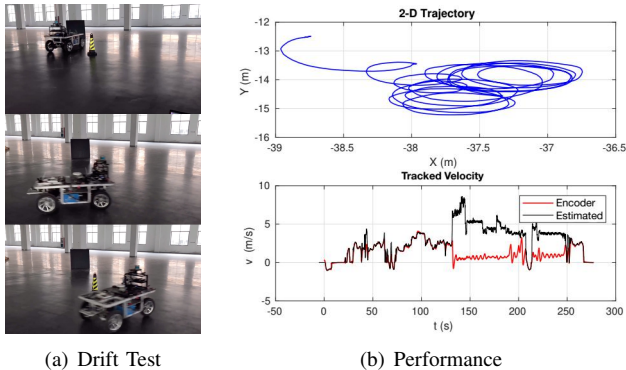 2-D Trajectory
-12
-13
-14
-15
-16
Y (m)
-39 -38.5 -38 -37.5 -37 -36.5
X (m)
Tracked Velocity
10
5
0
-5
v (m/s)
Encoder
Estimated
-50 0 50 100 150 200 250 300
t (s)
(a) Drift Test
(b) Performance